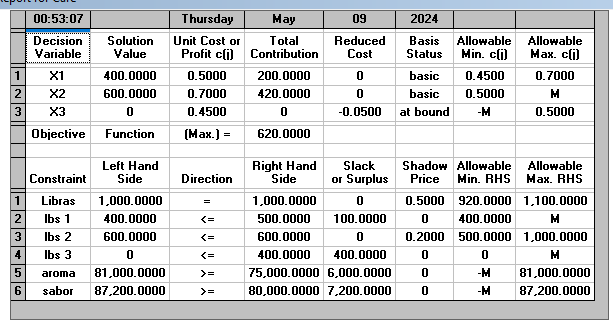 00:53:07 Thursday May 09 2024
Decision Variable Solution Value Unit Cost or Profit c(j) Total Contribution Reduced Cost Basis Status Allowable Min. c(j) Allowable Max. c(j)
1 X1 400.0000 0.5000 200.0000 0 basic 0.4500 0.7000
2 X2 600.0000 0.7000 420.0000 0 basic 0.5000 M
3 X3 0 0.4500 0 -0.0500 at bound -M 0.5000
Objective Function (Max.) = 620.0000
Constraint Left Hand Side Direction Right Hand Side Slack or Surplus Shadow Price Allowable Min. RHS Allowable Max. RHS
1 Libras 1,000.0000 = 1,000.0000 0 0.5000 920.0000 1,100.0000
2 lbs 1 400.0000 <= 500.0000 100.0000 0 400.0000 M
3 lbs 2 600.0000 <= 600.0000 0 0.2000 500.0000 1,000.0000
4 lbs 3 0 <= 400.0000 400.0000 0 0 M
5 aroma 81,000.0000 >= 75,000.0000 6,000.0000 0 -M 81,000.0000
6 sabor 87,200.0000 >= 80,000.0000 7,200.0000 0 -M 87,200.0000